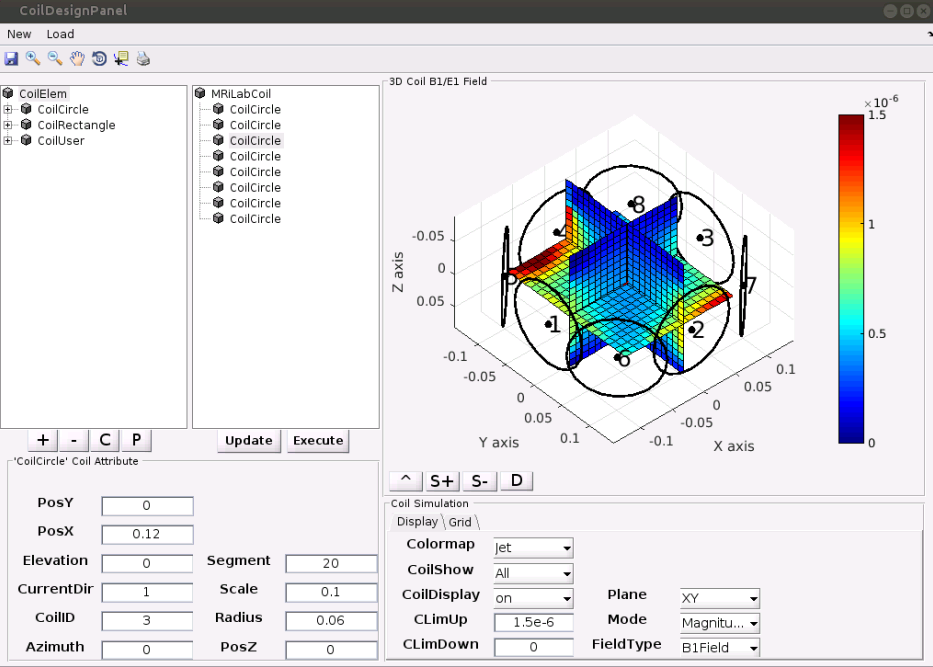 CoilDesignPanel
New Load
CoilElem
CoilCircle
CoilRectangle
CoilUser
MRiLabCoil
CoilCircle
CoilCircle
CoilCircle
CoilCircle
CoilCircle
CoilCircle
CoilCircle
CoilCircle
+ - C P
Update Execute
3D Coil B1/E1 Field
×10^-6
1.5
1
0.5
0
8
4
3
5
7
1
2
6
Z axis
-0.05
0
0.05
-0.1
-0.05
0
0.05
0.1
Y axis
0.1
0.05
0
-0.05
-0.1
X axis
^ S+ S- D
'CoilCircle' Coil Attribute
PosY 0
PosX 0.12
Elevation 0 Segment 20
CurrentDir 1 Scale 0.1
CoilID 3 Radius 0.06
Azimuth 0 PosZ 0
Coil Simulation
Display Grid
Colormap Jet
CoilShow All
CoilDisplay on Plane XY
CLimUp 1.5e-6 Mode Magnitu...
CLimDown 0 FieldType B1Field